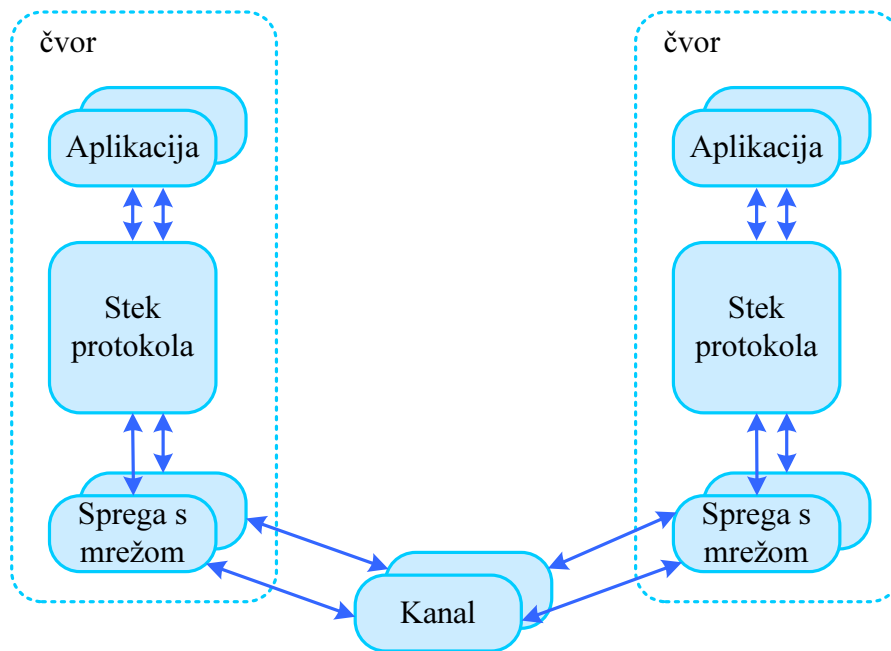 čvor
Aplikacija
Stek
protokola
Sprega s
mrežom
čvor
Aplikacija
Stek
protokola
Sprega s
mrežom
Kanal